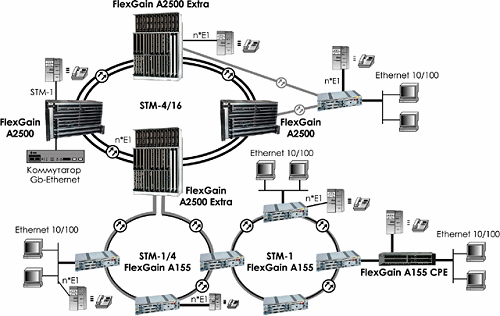 FlexGain A2500 Extra
n*E1
n*E1
Ethernet 10/100
STM-1
STM-4/16
FlexGain
A2500
FlexGain
A2500
n*E1
Коммутатор
Gb-Ethernet
Ethernet 10/100
FlexGain
A2500 Extra
n*E1
Ethernet 10/100
Ethernet 10/100
STM-1/4
FlexGain A155
STM-1
FlexGain A155
FlexGain A155 CPE
n*E1
n*E1